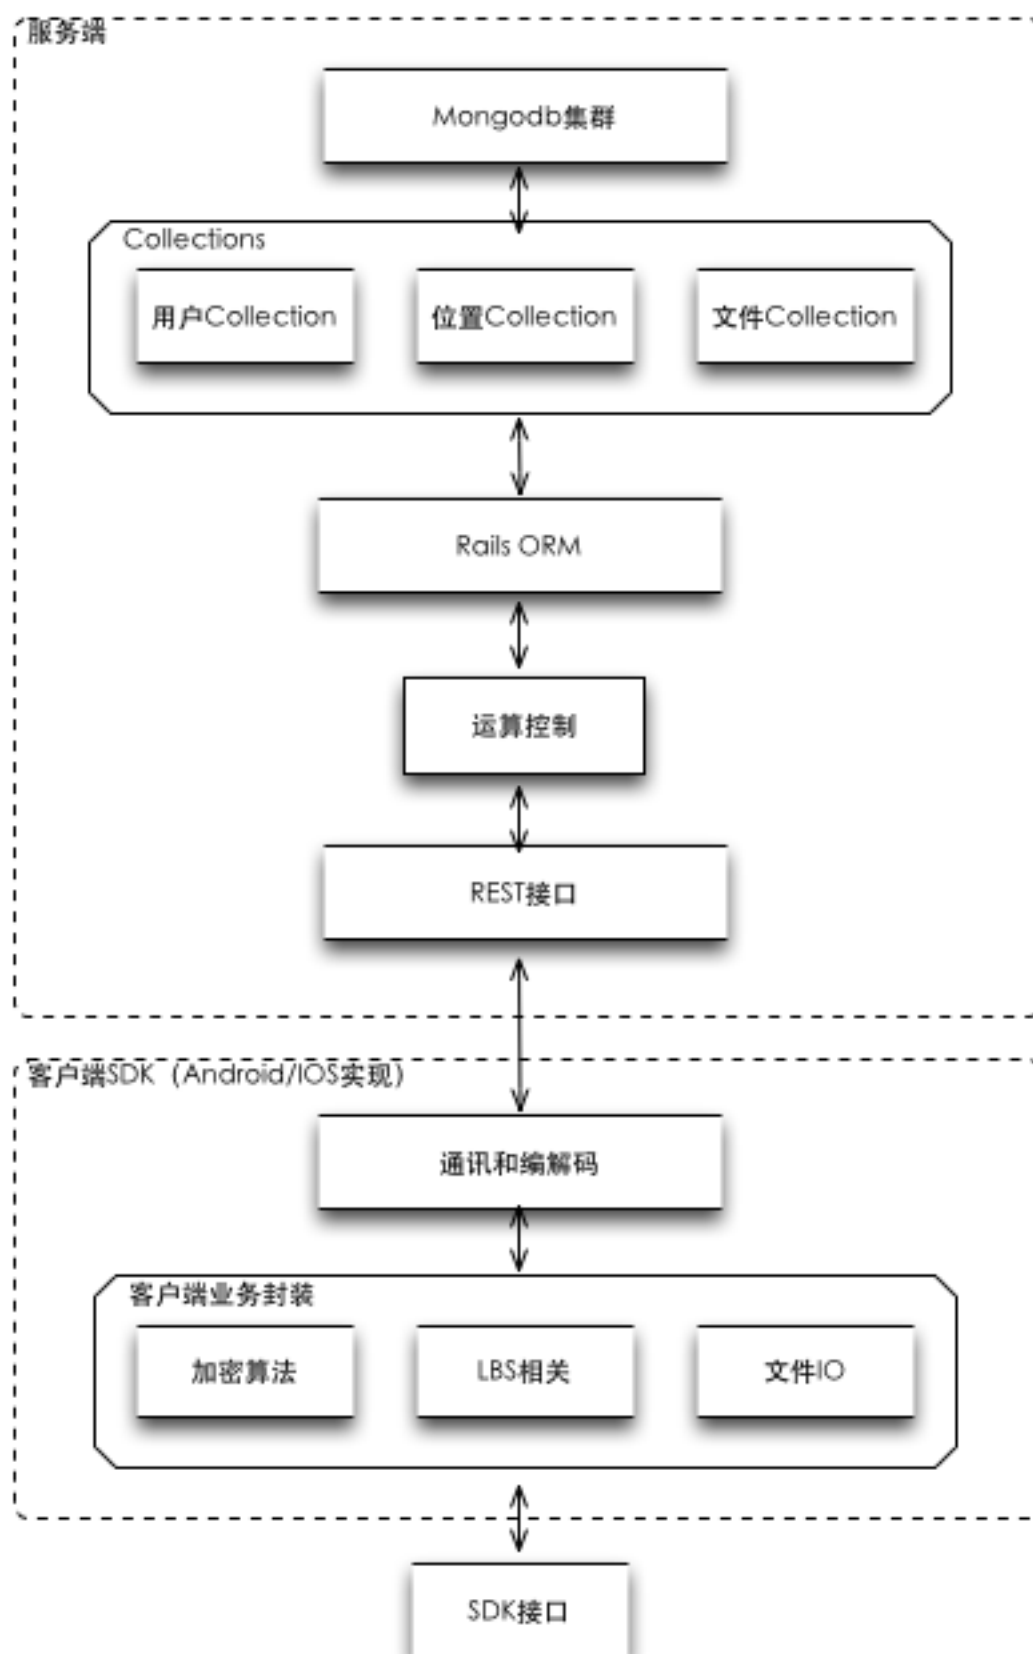 服务端
Mongodb集群
Collections
用户Collection
位置Collection
文件Collection
Rails ORM
运算控制
REST接口
客户端SDK（Android/IOS实现）
通讯和编解码
客户端业务封装
加密算法
LBS相关
文件IO
SDK接口